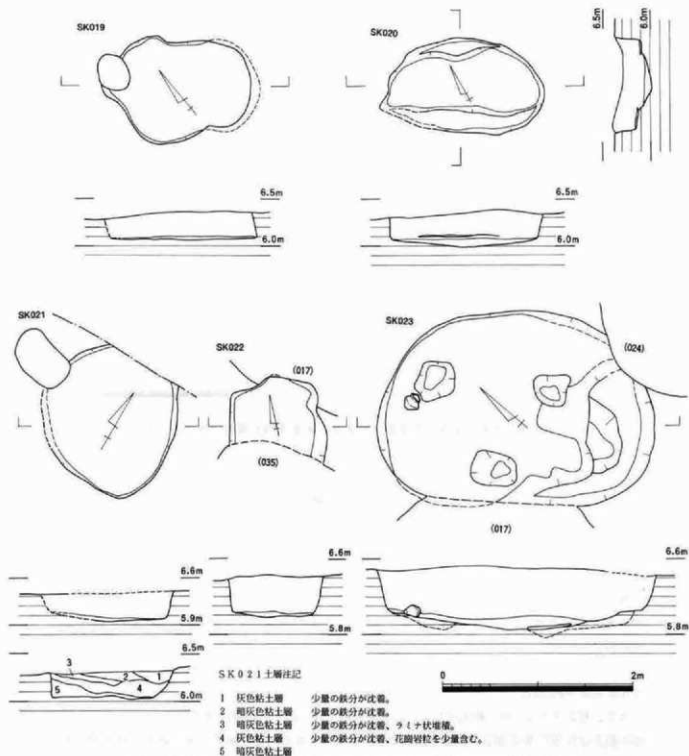 SK019
SK020
6.5m
6.0m
6.5m
6.0m
6.5m
6.0m
SK021
SK022
(017)
(035)
SK023
(024)
(017)
6.6m
5.9m
6.6m
5.8m
6.5m
6.0m
3
2
1
5
4
0
2m
SK021土層注記
1 灰色粘土層 少量の鉄分が沈着。
2 暗灰色粘土層 少量の鉄分が沈着。
3 暗灰色粘土層 少量の鉄分が沈着、ラミナ状堆積。
4 灰色粘土層 少量の鉄分が沈着、花崗岩粒を少量含む。
5 暗灰色粘土層